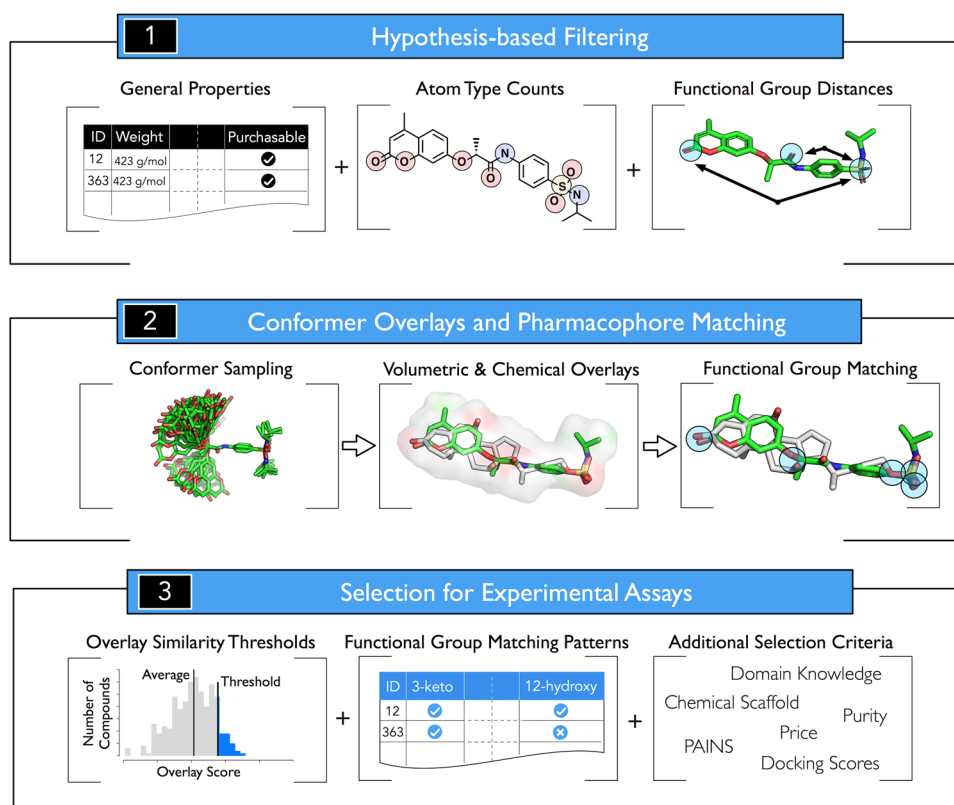 1
Hypothesis-based Filtering
General Properties
Atom Type Counts
Functional Group Distances
ID Weight Purchasable
12 423 g/mol
363 423 g/mol
+
+
O O O O N O S O N
2
Conformer Overlays and Pharmacophore Matching
Conformer Sampling
Volumetric & Chemical Overlays
Functional Group Matching
3
Selection for Experimental Assays
Overlay Similarity Thresholds
Functional Group Matching Patterns
Additional Selection Criteria
Average
Threshold
Number of
Compounds
Overlay Score
+
ID 3-keto 12-hydroxy
12
363
+
Domain Knowledge
Chemical Scaffold
Purity
Price
PAINS
Docking Scores